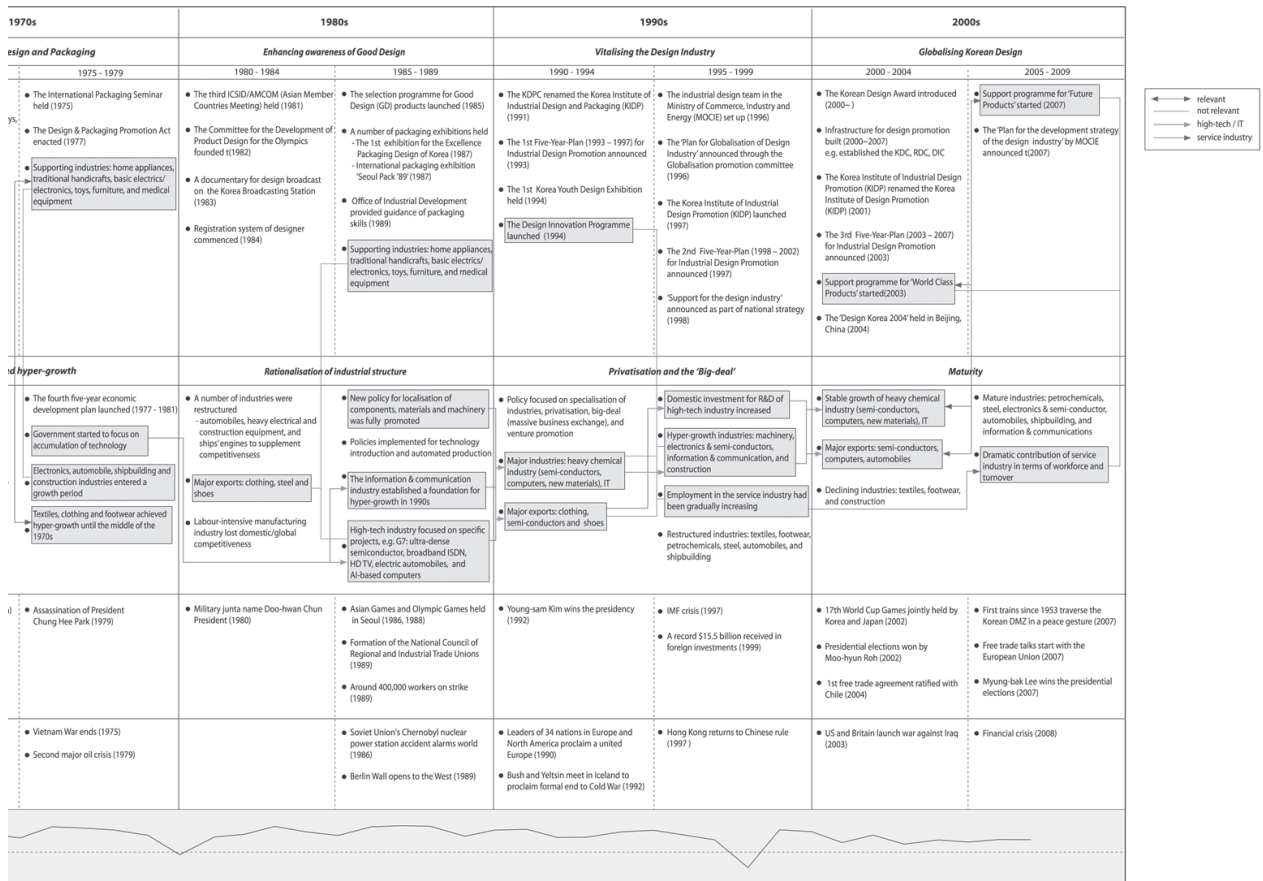 1970s
1980s
1990s
2000s
esign and Packaging
Enhancing awareness of Good Design
Vitalising the Design Industry
Globalising Korean Design
1975 - 1979
1980 - 1984
1985 - 1989
1990 - 1994
1995 - 1999
2000 - 2004
2005 - 2009
ys,
The International Packaging Seminar
held (1975)
The Design & Packaging Promotion Act
enacted (1977)
Supporting industries: home appliances,
traditional handicrafts, basic electrics/
electronics, toys, furniture, and medical
equipment
The third ICSID/AMCOM (Asian Member
Countries Meeting) held (1981)
The Committee for the Development of
Product Design for the Olympics
founded t(1982)
A documentary for design broadcast
on the Korea Broadcasting Station
(1983)
Registration system of designer
commenced (1984)
The selection programme for Good
Design (GD) products launched (1985)
A number of packaging exhibitions held
- The 1st exhibition for the Excellence
Packaging Design of Korea (1987)
- International packaging exhibition
'Seoul Pack '89' (1987)
Office of Industrial Development
provided guidance of packaging
skills (1989)
Supporting industries: home appliances,
traditional handicrafts, basic electrics/
electronics, toys, furniture, and medical
equipment
The KDPC renamed the Korea Institute of
Industrial Design and Packaging (KIDP)
(1991)
The 1st Five-Year-Plan (1993 – 1997) for
Industrial Design Promotion announced
(1993)
The 1st Korea Youth Design Exhibition
held (1994)
The Design Innovation Programme
launched (1994)
The industrial design team in the
Ministry of Commerce, Industry and
Energy (MOCIE) set up (1996)
The 'Plan for Globalisation of Design
Industry' announced through the
Globalisation promotion committee
(1996)
The Korea Institute of Industrial
Design Promotion (KIDP) launched
(1997)
The 2nd Five-Year-Plan (1998 – 2002)
for Industrial Design Promotion
announced (1997)
'Support for the design industry'
announced as part of national strategy
(1998)
The Korean Design Award introduced
(2000~ )
Infrastructure for design promotion
built (2000~2007)
e.g. established the KDC, RDC, DIC
The Korea Institute of Industrial Design
Promotion (KIDP) renamed the Korea
Institute of Design Promotion (KIDP)
(2001)
The 3rd Five-Year-Plan (2003 – 2007)
for Industrial Design Promotion
announced (2003)
Support programme for 'World Class
Products' started(2003)
The 'Design Korea 2004' held in Beijing,
China (2004)
Support programme for 'Future
Products' started (2007)
The 'Plan for the development strategy
of the design industry' by MOCIE
announced t(2007)
relevant
not relevant
high-tech / IT
service industry
ed hyper-growth
Rationalisation of industrial structure
Privatisation and the 'Big-deal'
Maturity
The fourth five-year economic
development plan launched (1977 - 1981)
Government started to focus on
accumulation of technology
Electronics, automobile, shipbuilding and
construction industries entered a
growth period
Textiles, clothing and footwear achieved
hyper-growth until the middle of the
1970s
A number of industries were
restructured
- automobiles, heavy electrical and
construction equipment, and
ships' engines to supplement
competitiveness
Major exports: clothing, steel and
shoes
Labour-intensive manufacturing
industry lost domestic/global
competitiveness
New policy for localisation of
components, materials and machinery
was fully promoted
Policies implemented for technology
introduction and automated production
The information & communication
industry established a foundation for
hyper-growth in 1990s
High-tech industry focused on specific
projects, e.g. G7: ultra-dense
semiconductor, broadband ISDN,
HD TV, electric automobiles, and
AI-based computers
Policy focused on specialisation of
industries, privatisation, big-deal
(massive business exchange), and
venture promotion
Major industries: heavy chemical
industry (semi-conductors,
computers, new materials), IT
Major exports: clothing,
semi-conductors and shoes
Domestic investment for R&D of
high-tech industry increased
Hyper-growth industries: machinery,
electronics & semi-conductors,
information & communication, and
construction
Employment in the service industry had
been gradually increasing
Restructured industries: textiles, footwear,
petrochemicals, steel, automobiles, and
shipbuilding
Stable growth of heavy chemical
industry (semi-conductors,
computers, new materials), IT
Major exports: semi-conductors,
computers, automobiles
Declining industries: textiles, footwear,
and construction
Mature industries: petrochemicals,
steel, electronics & semi-conductor,
automobiles, shipbuilding, and
information & communications
Dramatic contribution of service
industry in terms of workforce and
turnover
Assassination of President
Chung Hee Park (1979)
Military junta name Doo-hwan Chun
President (1980)
Asian Games and Olympic Games held
in Seoul (1986, 1988)
Formation of the National Council of
Regional and Industrial Trade Unions
(1989)
Around 400,000 workers on strike
(1989)
Young-sam Kim wins the presidency
(1992)
IMF crisis (1997)
A record $15.5 billion received in
foreign investments (1999)
17th World Cup Games jointly held by
Korea and Japan (2002)
Presidential elections won by
Moo-hyun Roh (2002)
1st free trade agreement ratified with
Chile (2004)
First trains since 1953 traverse the
Korean DMZ in a peace gesture (2007)
Free trade talks start with the
European Union (2007)
Myung-bak Lee wins the presidential
elections (2007)
Vietnam War ends (1975)
Second major oil crisis (1979)
Soviet Union's Chernobyl nuclear
power station accident alarms world
(1986)
Berlin Wall opens to the West (1989)
Leaders of 34 nations in Europe and
North America proclaim a united
Europe (1990)
Bush and Yeltsin meet in Iceland to
proclaim formal end to Cold War (1992)
Hong Kong returns to Chinese rule
(1997 )
US and Britain launch war against Iraq
(2003)
Financial crisis (2008)